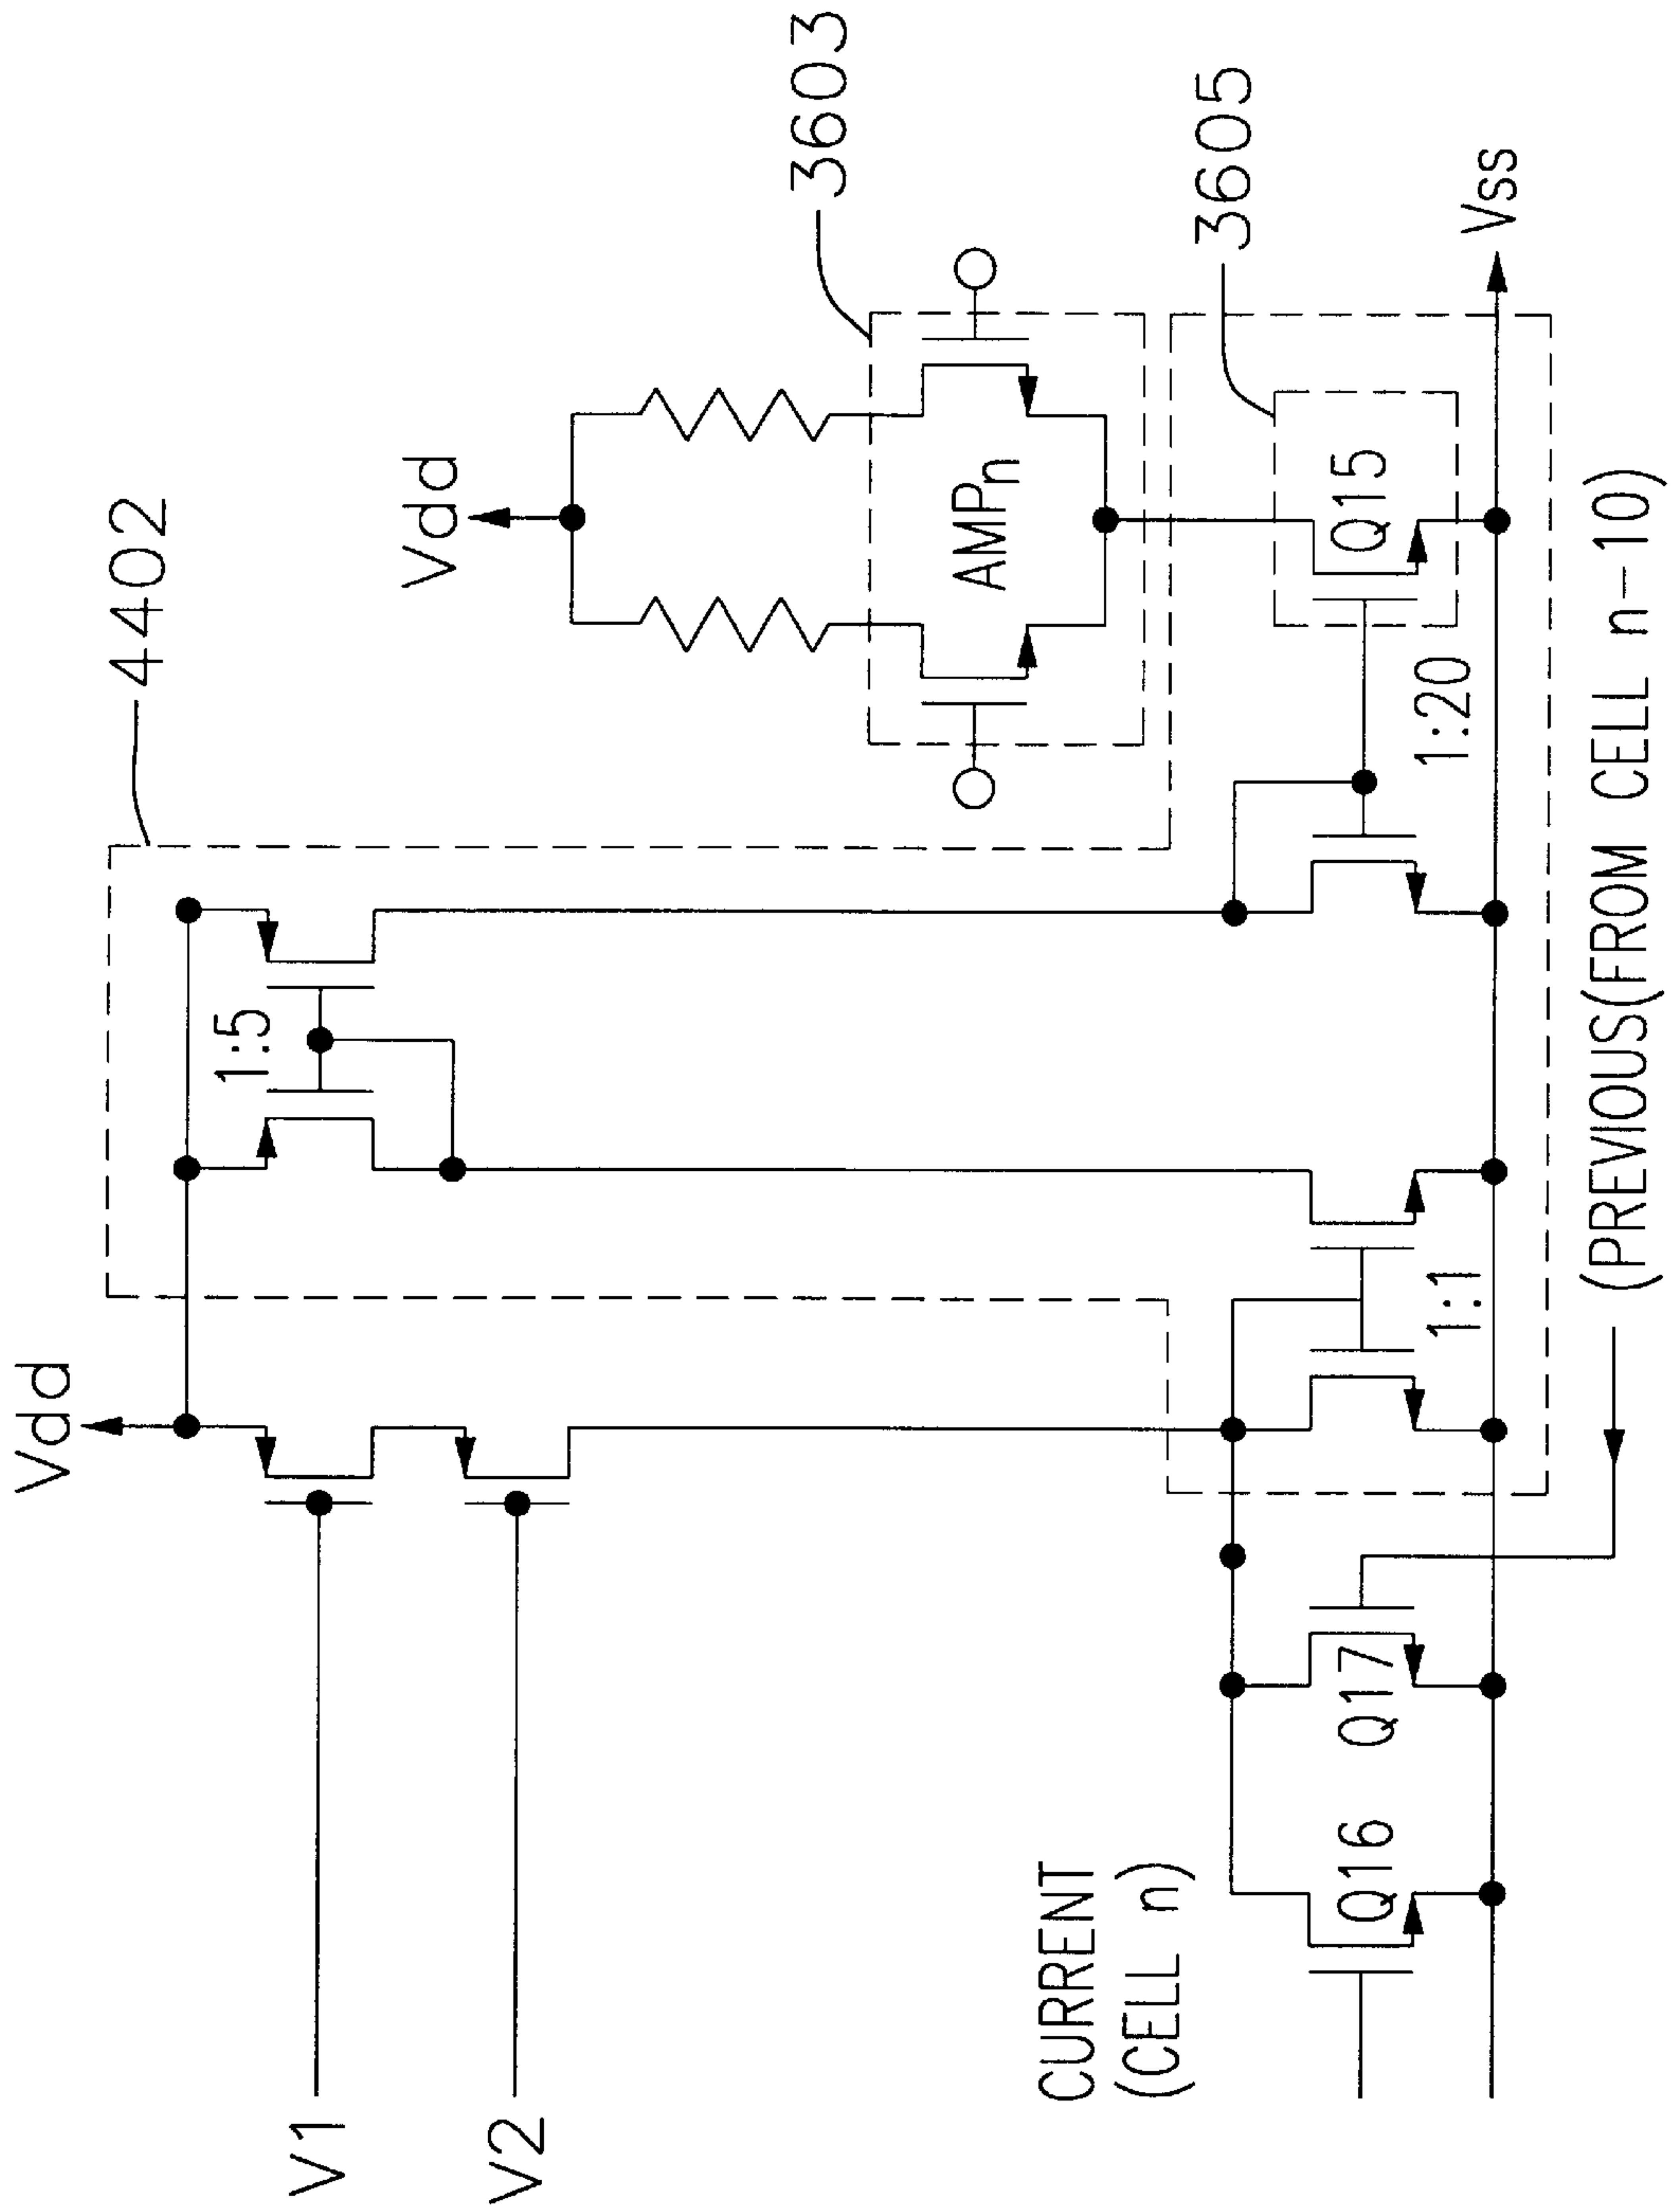 4402
Vdd
Vdd
1:5
3603
AMPn
3605
Q15
1:20
1:1
Vss
V1
V2
CURRENT
(CELL n)
Q16
Q17
(PREVIOUS(FROM CELL n-10)